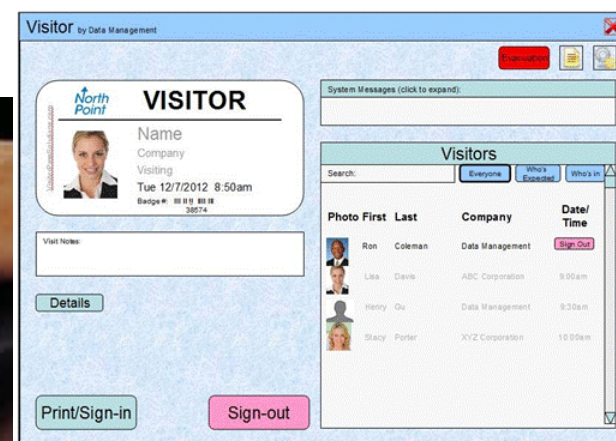 Visitor by Data Management
Evacuation
North
Point
VISITOR
Name
Company
Visiting
Tue 12/7/2012 8:50am
Badge #:
38574
System Messages (click to expand):
Visit Notes:
Details
Print/Sign-in
Sign-out
Visitors
Search:
Everyone
Who's
Expected
Who's in
Photo First Last Company Date/
Time
Ron Coleman Data Management Sign Out
Lisa Davis ABC Corporation 9:00am
Henry Ou Data Management 9:30am
Stacy Porter XYZ Corporation 10:00am